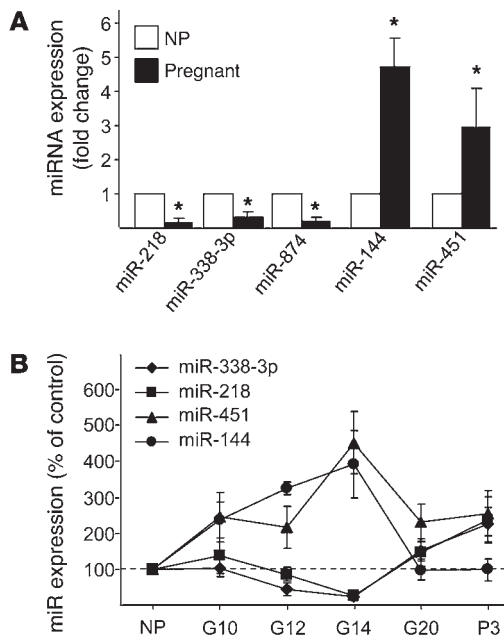 A
miRNA expression
(fold change)
6
5
4
3
2
1
NP
Pregnant
*
*
*
*
*
miR-218
miR-338-3p
miR-874
miR-144
miR-451
B
miR expression (% of control)
600
500
400
300
200
100
miR-338-3p
miR-218
miR-451
miR-144
NP
G10
G12
G14
G20
P3